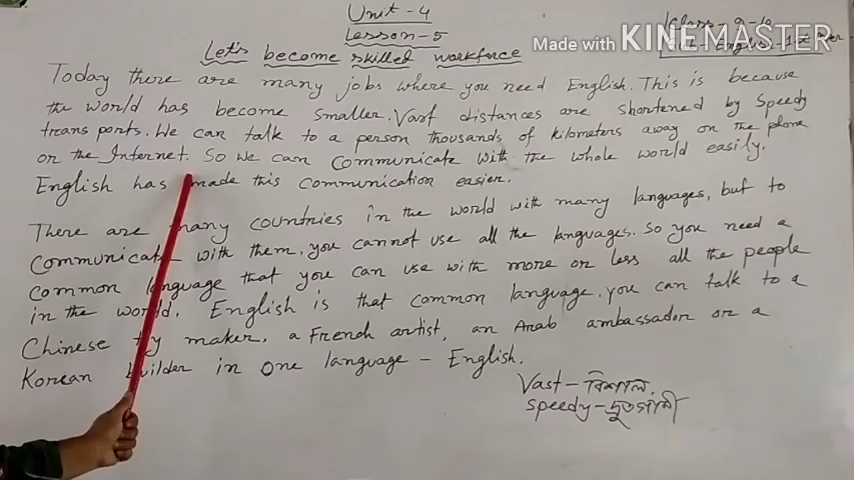 Unit - 4
Lesson - 5
Let's become skilled workforce
Class - 9-10
Made with KINEMASTER
Today there are many jobs where you need English. This is because
the world has become smaller. Vast distances are shortened by speedy
transports. We can talk to a person thousands of kilometers away on the phone
or the Internet. So we can communicate with the whole world easily.
English has made this communication easier.
There are many countries in the world with many languages, but to
communicate with them, you cannot use all the languages. So you need a
common language that you can use with more or less all the people
in the world. English is that common language. You can talk to a
Chinese toy maker, a French artist, an Arab ambassador or a
Korean builder in one language - English.
Vast - বিশাল,
Speedy - দ্রুতগামী